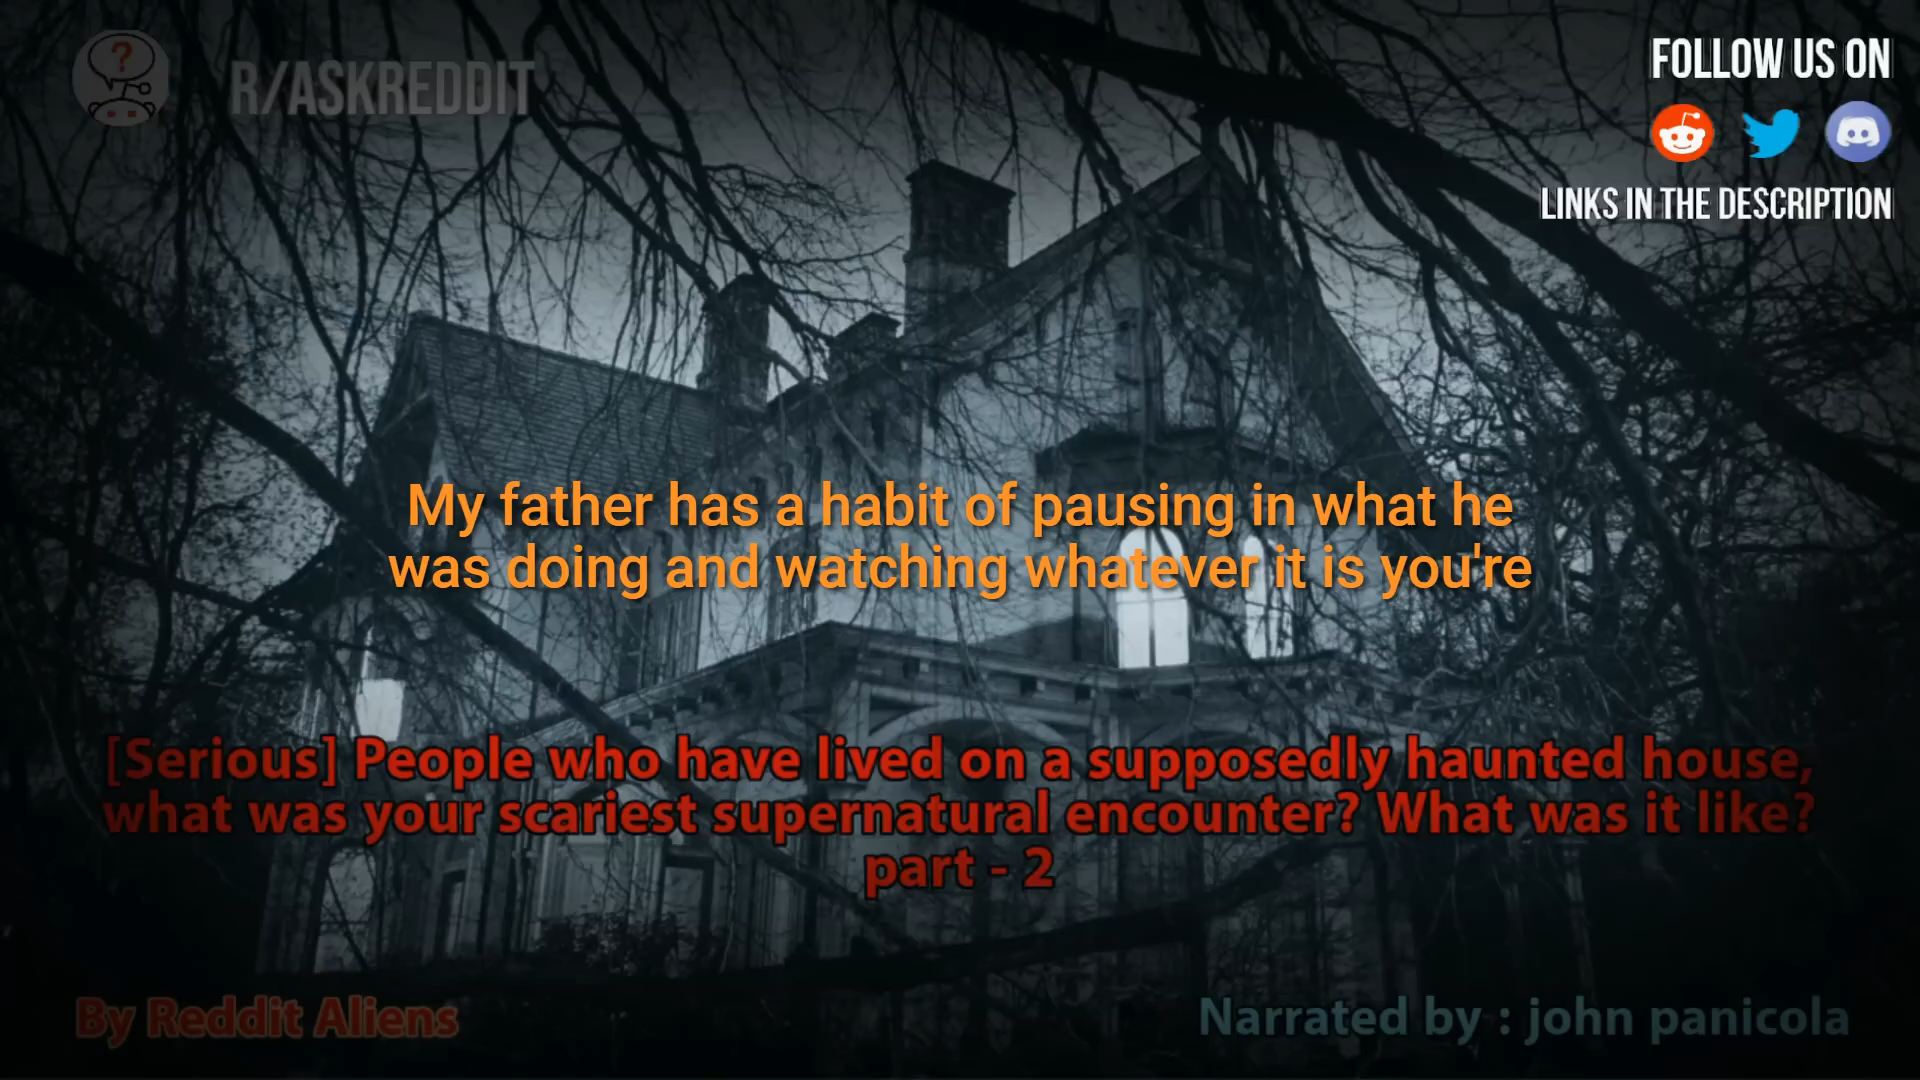 R/ASKREDDIT
FOLLOW US ON
LINKS IN THE DESCRIPTION
My father has a habit of pausing in what he
was doing and watching whatever it is you're
[Serious] People who have lived on a supposedly haunted house,
what was your scariest supernatural encounter? What was it like?
part - 2
By Reddit Aliens
Narrated by : john panicola